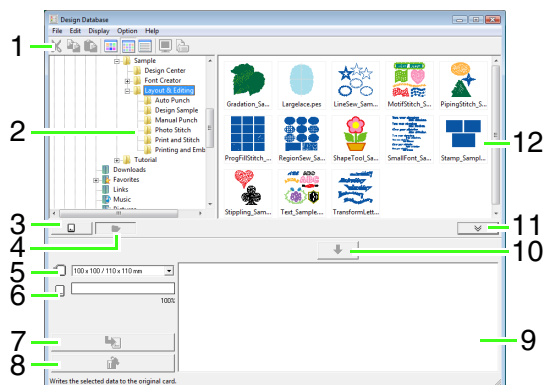 Design Database
File Edit Display Option Help
1
Sample
Design Center
Font Creator
Layout & Editing
Auto Punch
Design Sample
Manual Punch
Photo Stitch
Print and Stitch
Printing and Emb
Tutorial
Downloads
Favorites
Links
Music
2
Gradation_Sa... Largelace.pes LineSew_Sam... MotifStitch_S... PipingStitch_S...
ProgFillStitch_... RegionSew_Sa... ShapeTool_Sa... SmallFont_Sa... Stamp_Sampl...
Stippling_Sam... Text_Sample.... TransformLett...
12
3
4
11
10
5
100 x 100 / 110 x 110 mm
6
100%
7
8
9
Writes the selected data to the original card.